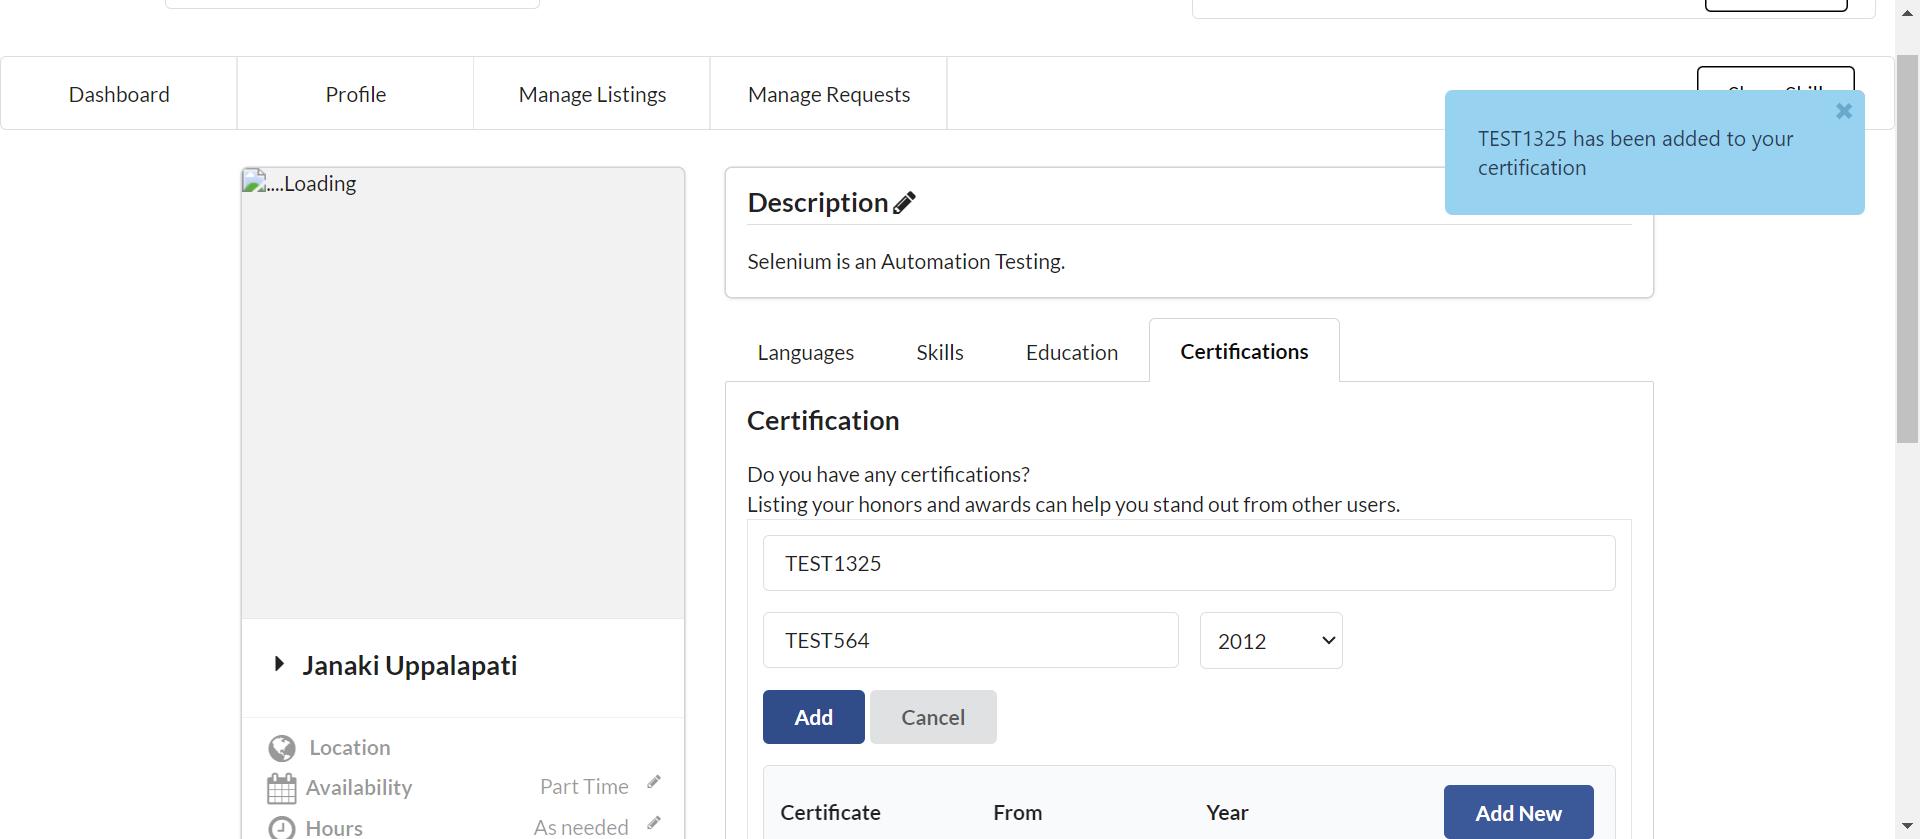 Dashboard
Profile
Manage Listings
Manage Requests
TEST1325 has been added to your
certification
....Loading
Description
Selenium is an Automation Testing.
Languages
Skills
Education
Certifications
Certification
Do you have any certifications?
Listing your honors and awards can help you stand out from other users.
TEST1325
TEST564
2012
Add
Cancel
Certificate
From
Year
Add New
Janaki Uppalapati
Location
Availability
Part Time
Hours
As needed